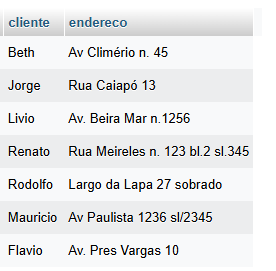 cliente endereco
Beth Av Climério n. 45
Jorge Rua Caiapó 13
Livio Av. Beira Mar n.1256
Renato Rua Meireles n. 123 bl.2 sl.345
Rodolfo Largo da Lapa 27 sobrado
Mauricio Av Paulista 1236 sl/2345
Flavio Av. Pres Vargas 10